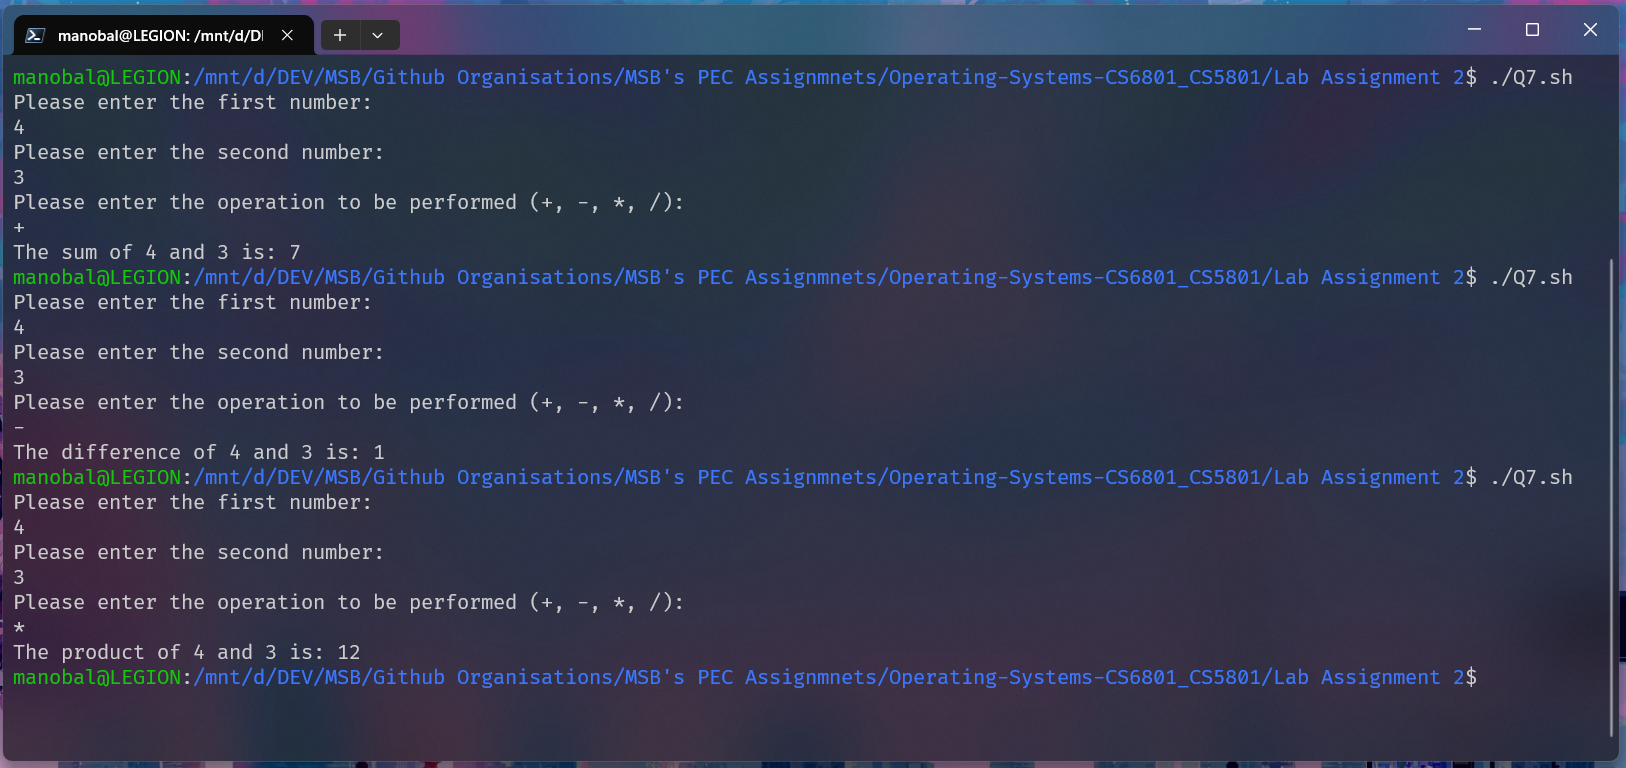 manobal@LEGION: /mnt/d/DI
manobal@LEGION:/mnt/d/DEV/MSB/Github Organisations/MSB's PEC Assignmnets/Operating-Systems-CS6801_CS5801/Lab Assignment 2$ ./Q7.sh
Please enter the first number:
4
Please enter the second number:
3
Please enter the operation to be performed (+, -, *, /):
+
The sum of 4 and 3 is: 7
manobal@LEGION:/mnt/d/DEV/MSB/Github Organisations/MSB's PEC Assignmnets/Operating-Systems-CS6801_CS5801/Lab Assignment 2$ ./Q7.sh
Please enter the first number:
4
Please enter the second number:
3
Please enter the operation to be performed (+, -, *, /):
-
The difference of 4 and 3 is: 1
manobal@LEGION:/mnt/d/DEV/MSB/Github Organisations/MSB's PEC Assignmnets/Operating-Systems-CS6801_CS5801/Lab Assignment 2$ ./Q7.sh
Please enter the first number:
4
Please enter the second number:
3
Please enter the operation to be performed (+, -, *, /):
*
The product of 4 and 3 is: 12
manobal@LEGION:/mnt/d/DEV/MSB/Github Organisations/MSB's PEC Assignmnets/Operating-Systems-CS6801_CS5801/Lab Assignment 2$